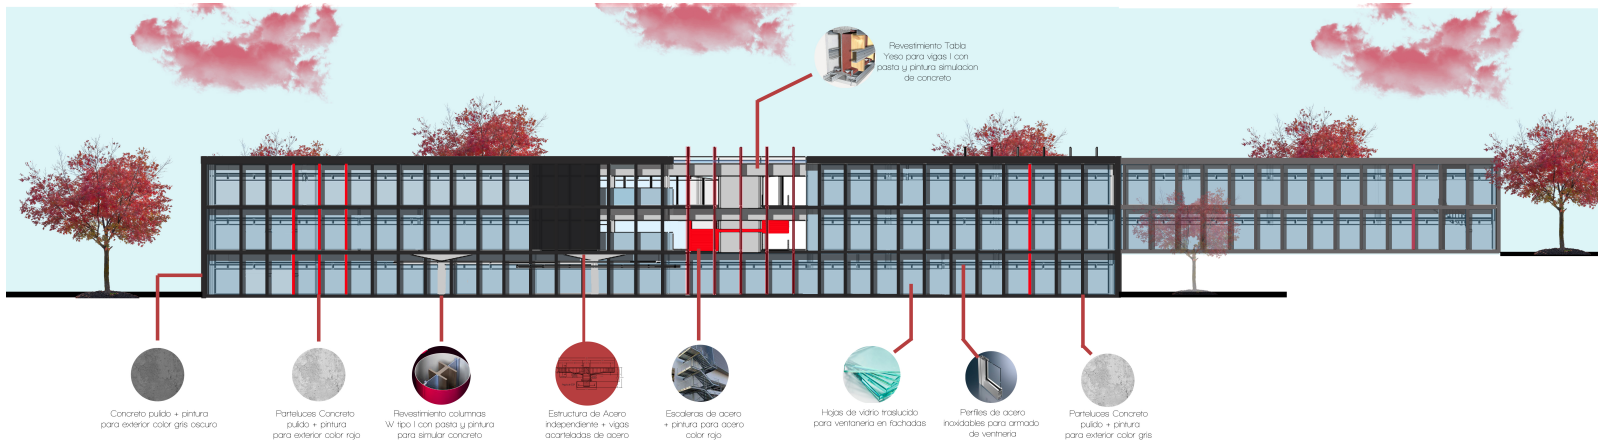 Revestimiento Tabla
Yeso para vigas I con
pasta y pintura simulacion
de concreto
Concreto pulido + pintura
para exterior color gris oscuro
Parteluces Concreto
pulido + pintura
para exterior color rojo
Revestimiento columnas
W tipo I con pasta y pintura
para simular concreto
Estructura de Acero
independiente + vigas
acarteladas de acero
Escaleras de acero
+ pintura para acero
color rojo
Hojas de vidrio traslucido
para ventaneria en fachadas
Perfiles de acero
inoxidables para armado
de ventneria
Parteluces Concreto
pulido + pintura
para exterior color gris